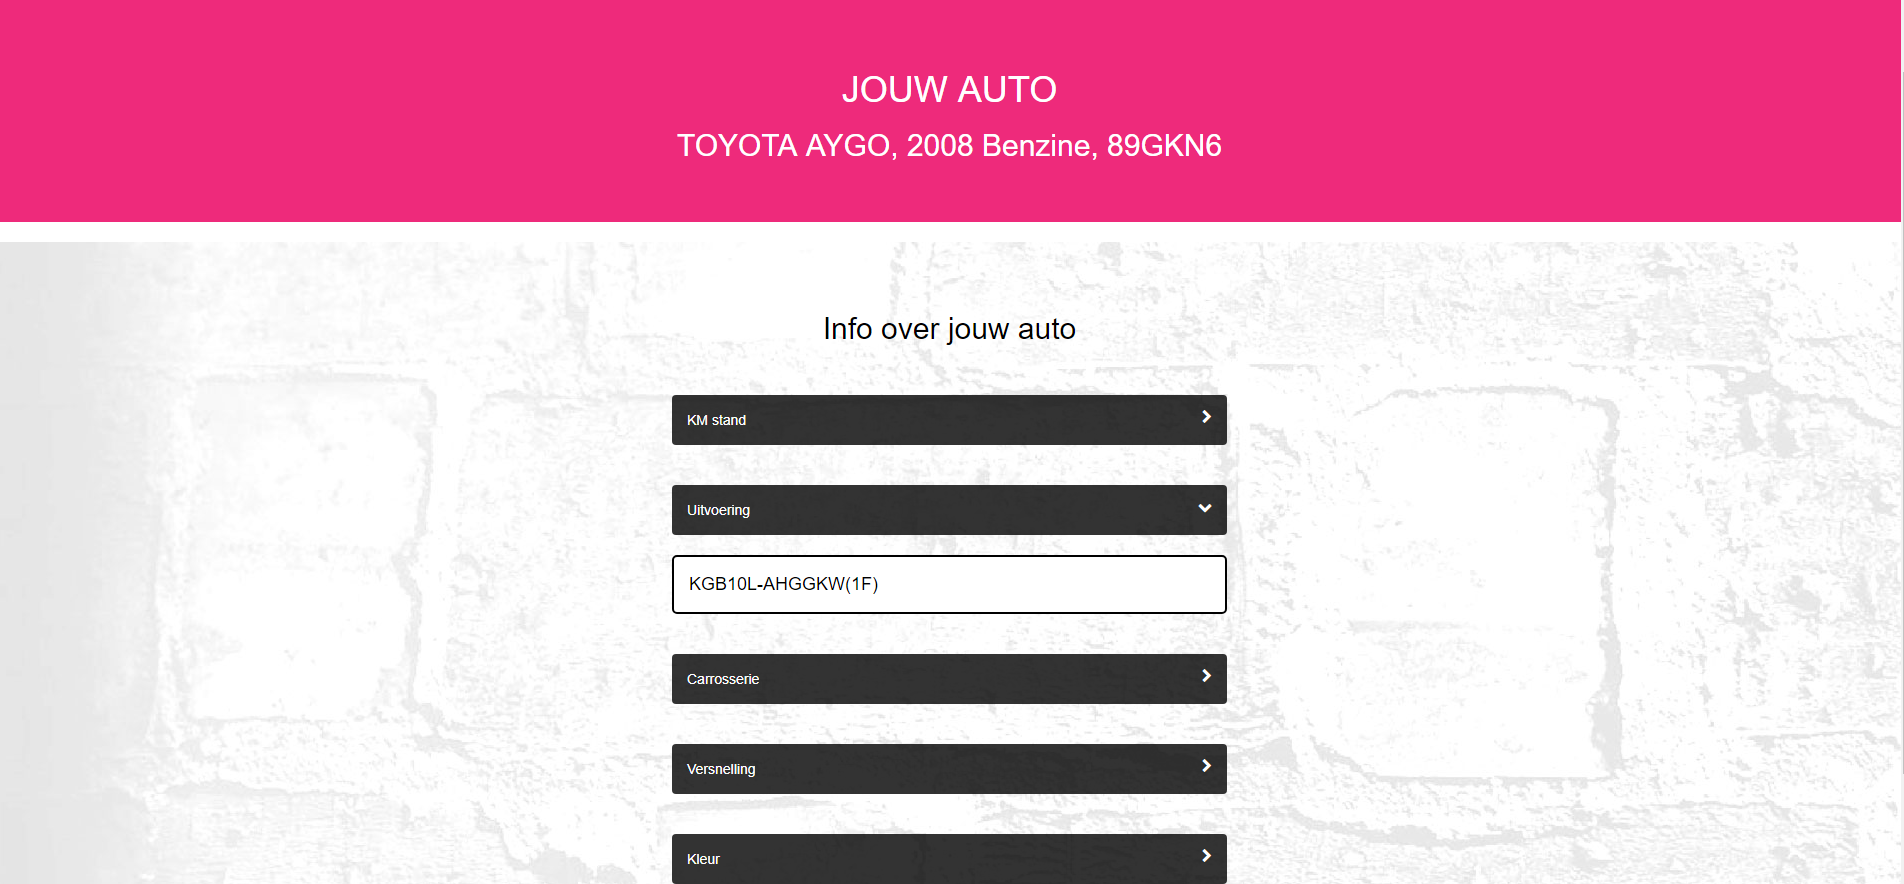 JOUW AUTO
TOYOTA AYGO, 2008 Benzine, 89GKN6
Info over jouw auto
KM stand
Uitvoering
KGB10L-AHGGKW(1F)
Carrosserie
Versnelling
Kleur